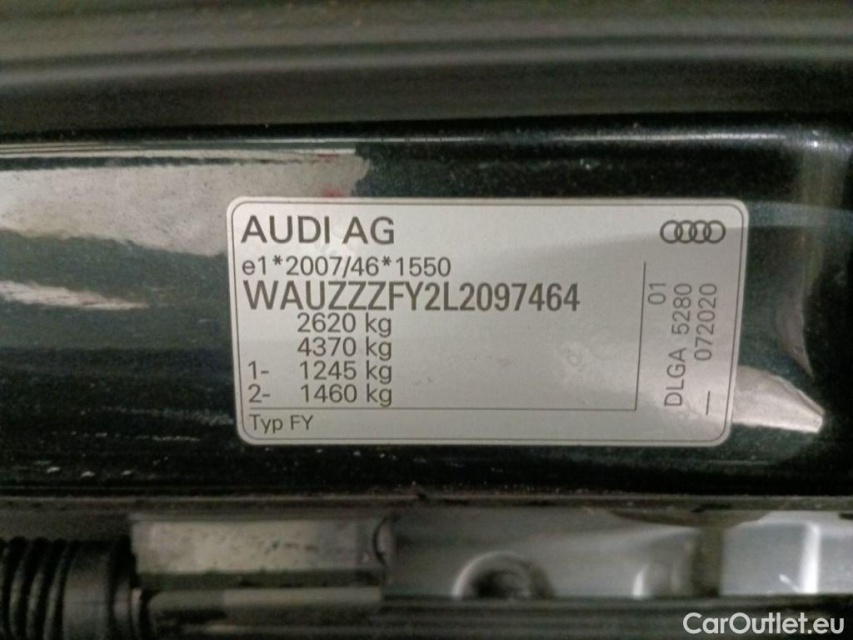 AUDI AG
e1*2007/46*1550
WAUZZZFY2L2097464
2620 kg
4370 kg
1- 1245 kg
2- 1460 kg
Typ FY
01
DLGA 5280
— 072020
CarOutlet.eu